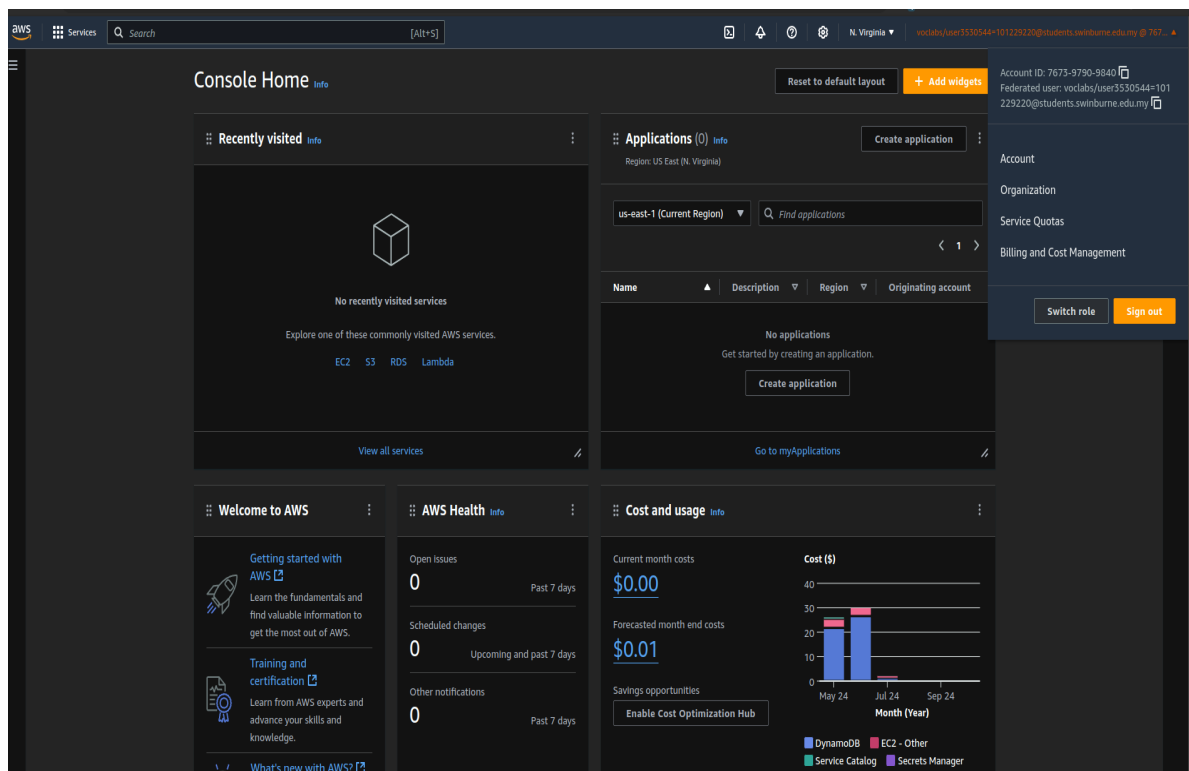 aws
Services
Search
[Alt+S]
N. Virginia
voclabs/user3530544=101229220@students.swinburne.edu.my @ 767...
Account ID: 7673-9790-9840
Federated user: voclabs/user3530544=101
229220@students.swinburne.edu.my
Account
Organization
Service Quotas
Billing and Cost Management
Switch role
Sign out
Console Home Info
Reset to default layout
+ Add widgets
Recently visited Info
No recently visited services
Explore one of these commonly visited AWS services.
EC2 S3 RDS Lambda
View all services
Applications (0) Info
Create application
Region: US East (N. Virginia)
us-east-1 (Current Region)
Find applications
1
Name Description Region Originating account
No applications
Get started by creating an application.
Create application
Go to myApplications
Welcome to AWS
Getting started with
AWS
Learn the fundamentals and
find valuable information to
get the most out of AWS.
Training and
certification
Learn from AWS experts and
advance your skills and
knowledge.
What's new with AWS?
AWS Health Info
Open issues
0 Past 7 days
Scheduled changes
0 Upcoming and past 7 days
Other notifications
0 Past 7 days
Cost and usage Info
Current month costs
$0.00
Forecasted month end costs
$0.01
Savings opportunities
Enable Cost Optimization Hub
Cost ($)
40
30
20
10
0
May 24 Jul 24 Sep 24
Month (Year)
DynamoDB EC2 - Other
Service Catalog Secrets Manager